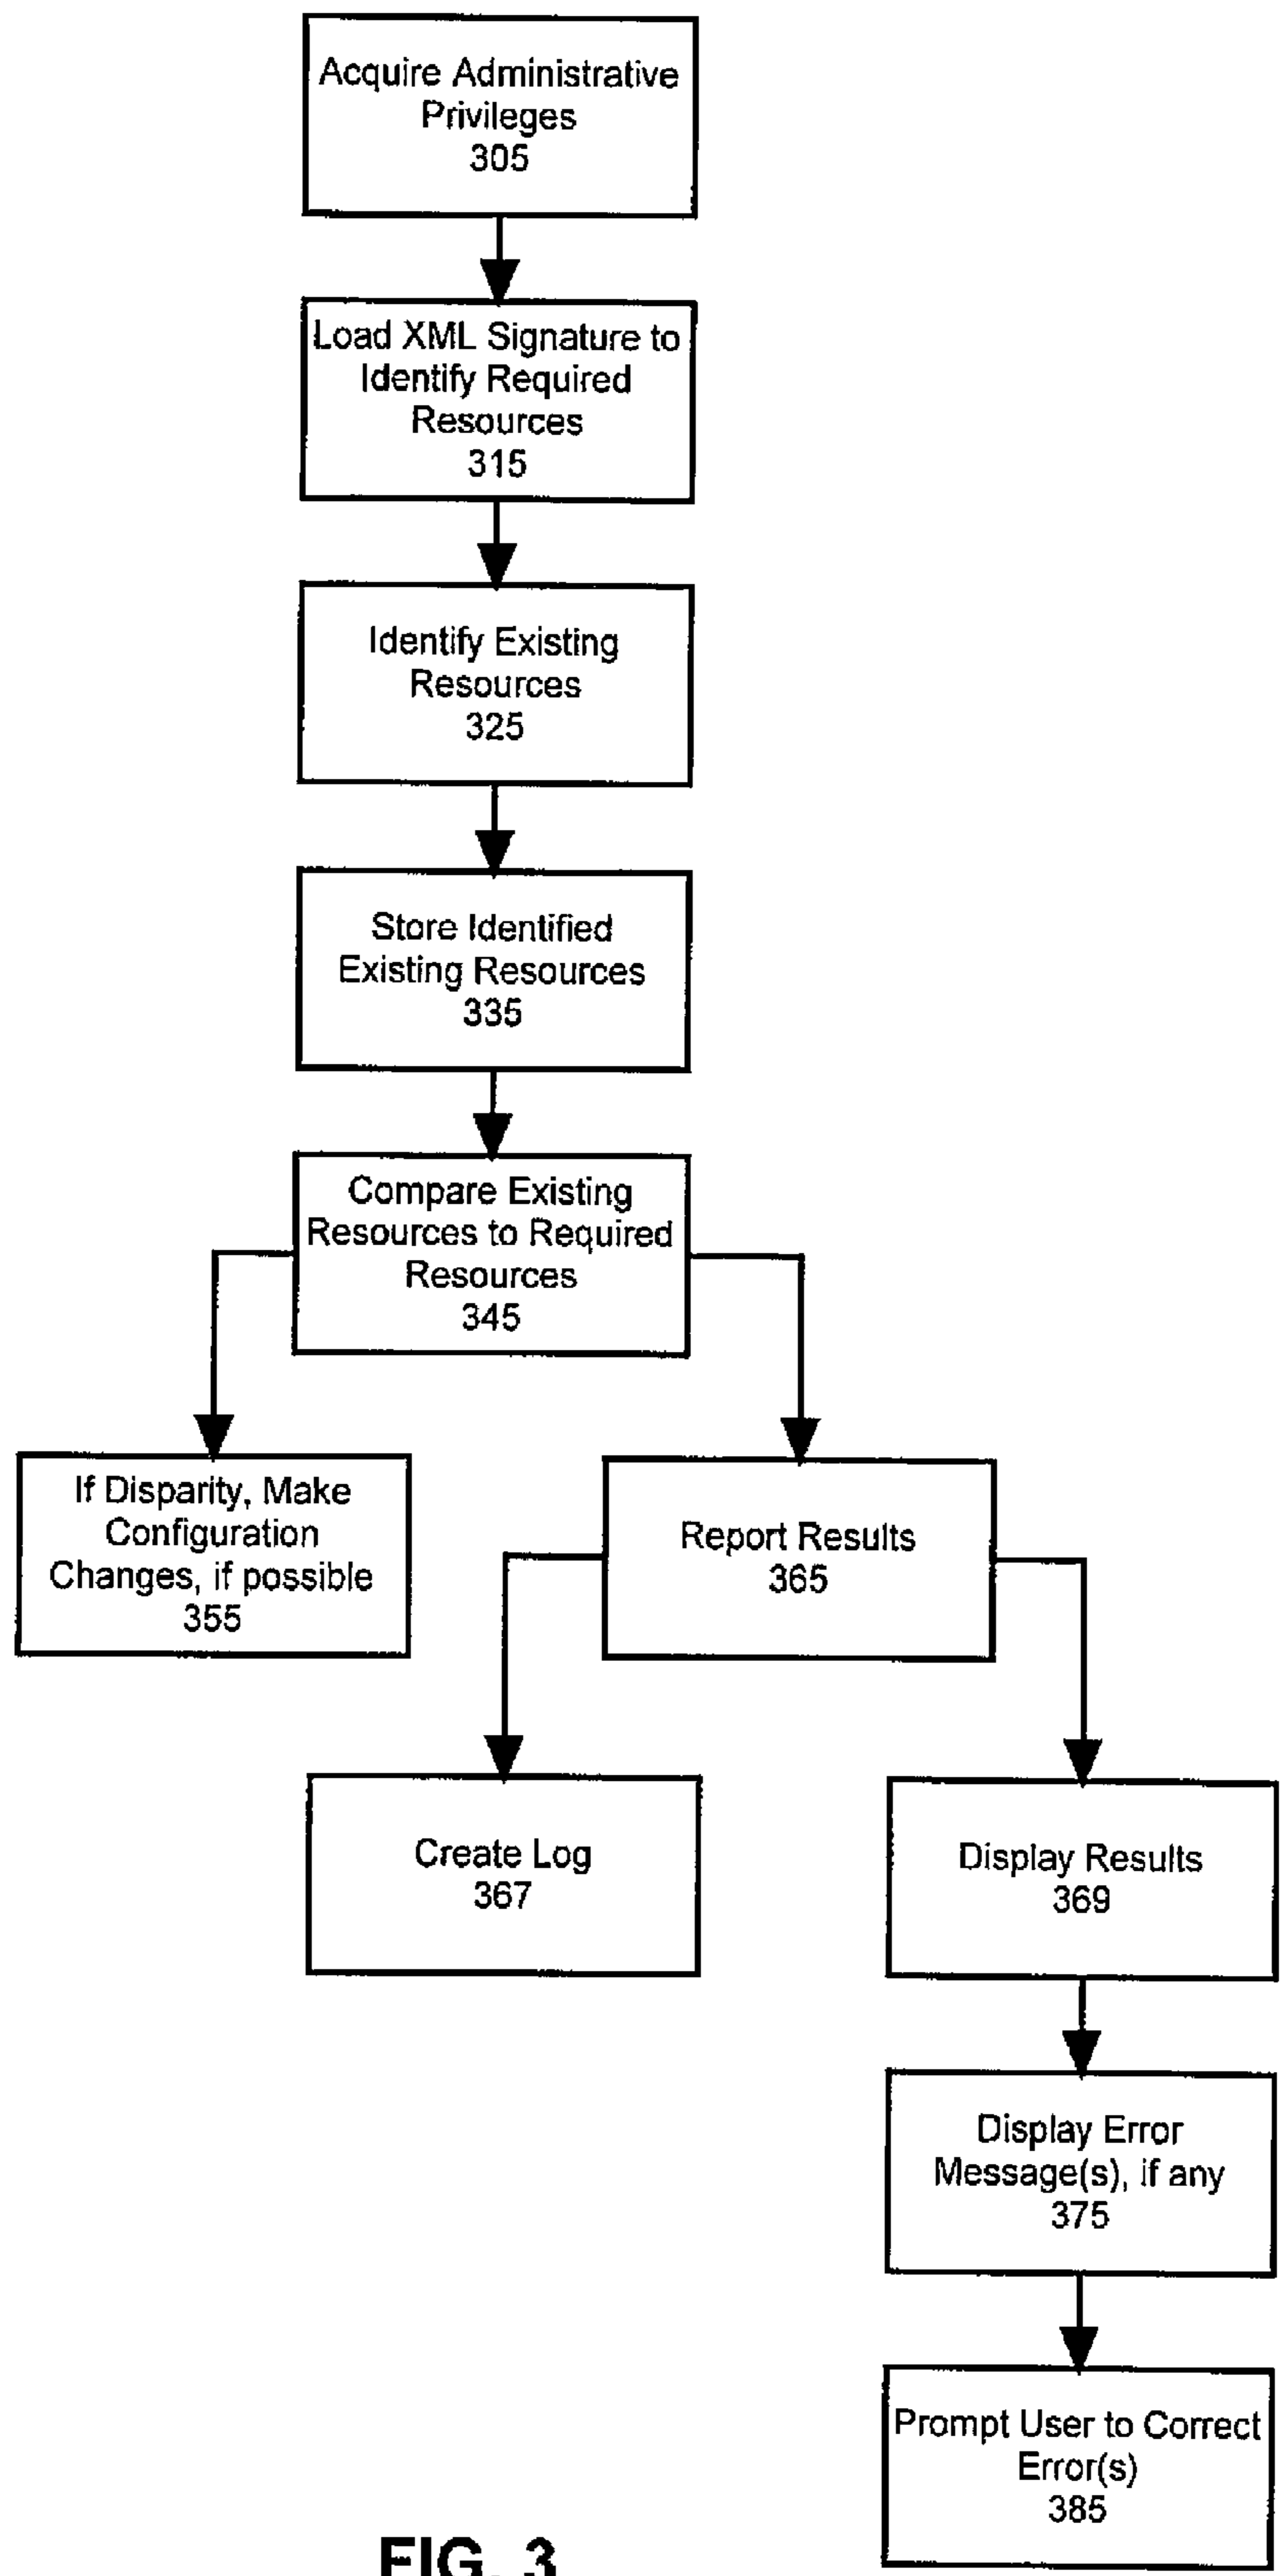 Acquire Administrative
Privileges
305
Load XML Signature to
Identify Required
Resources
315
Identify Existing
Resources
325
Store Identified
Existing Resources
335
Compare Existing
Resources to Required
Resources
345
If Disparity, Make
Configuration
Changes, if possible
355
Report Results
365
Create Log
367
Display Results
369
Display Error
Message(s), if any
375
Prompt User to Correct
Error(s)
385
FIG. 3